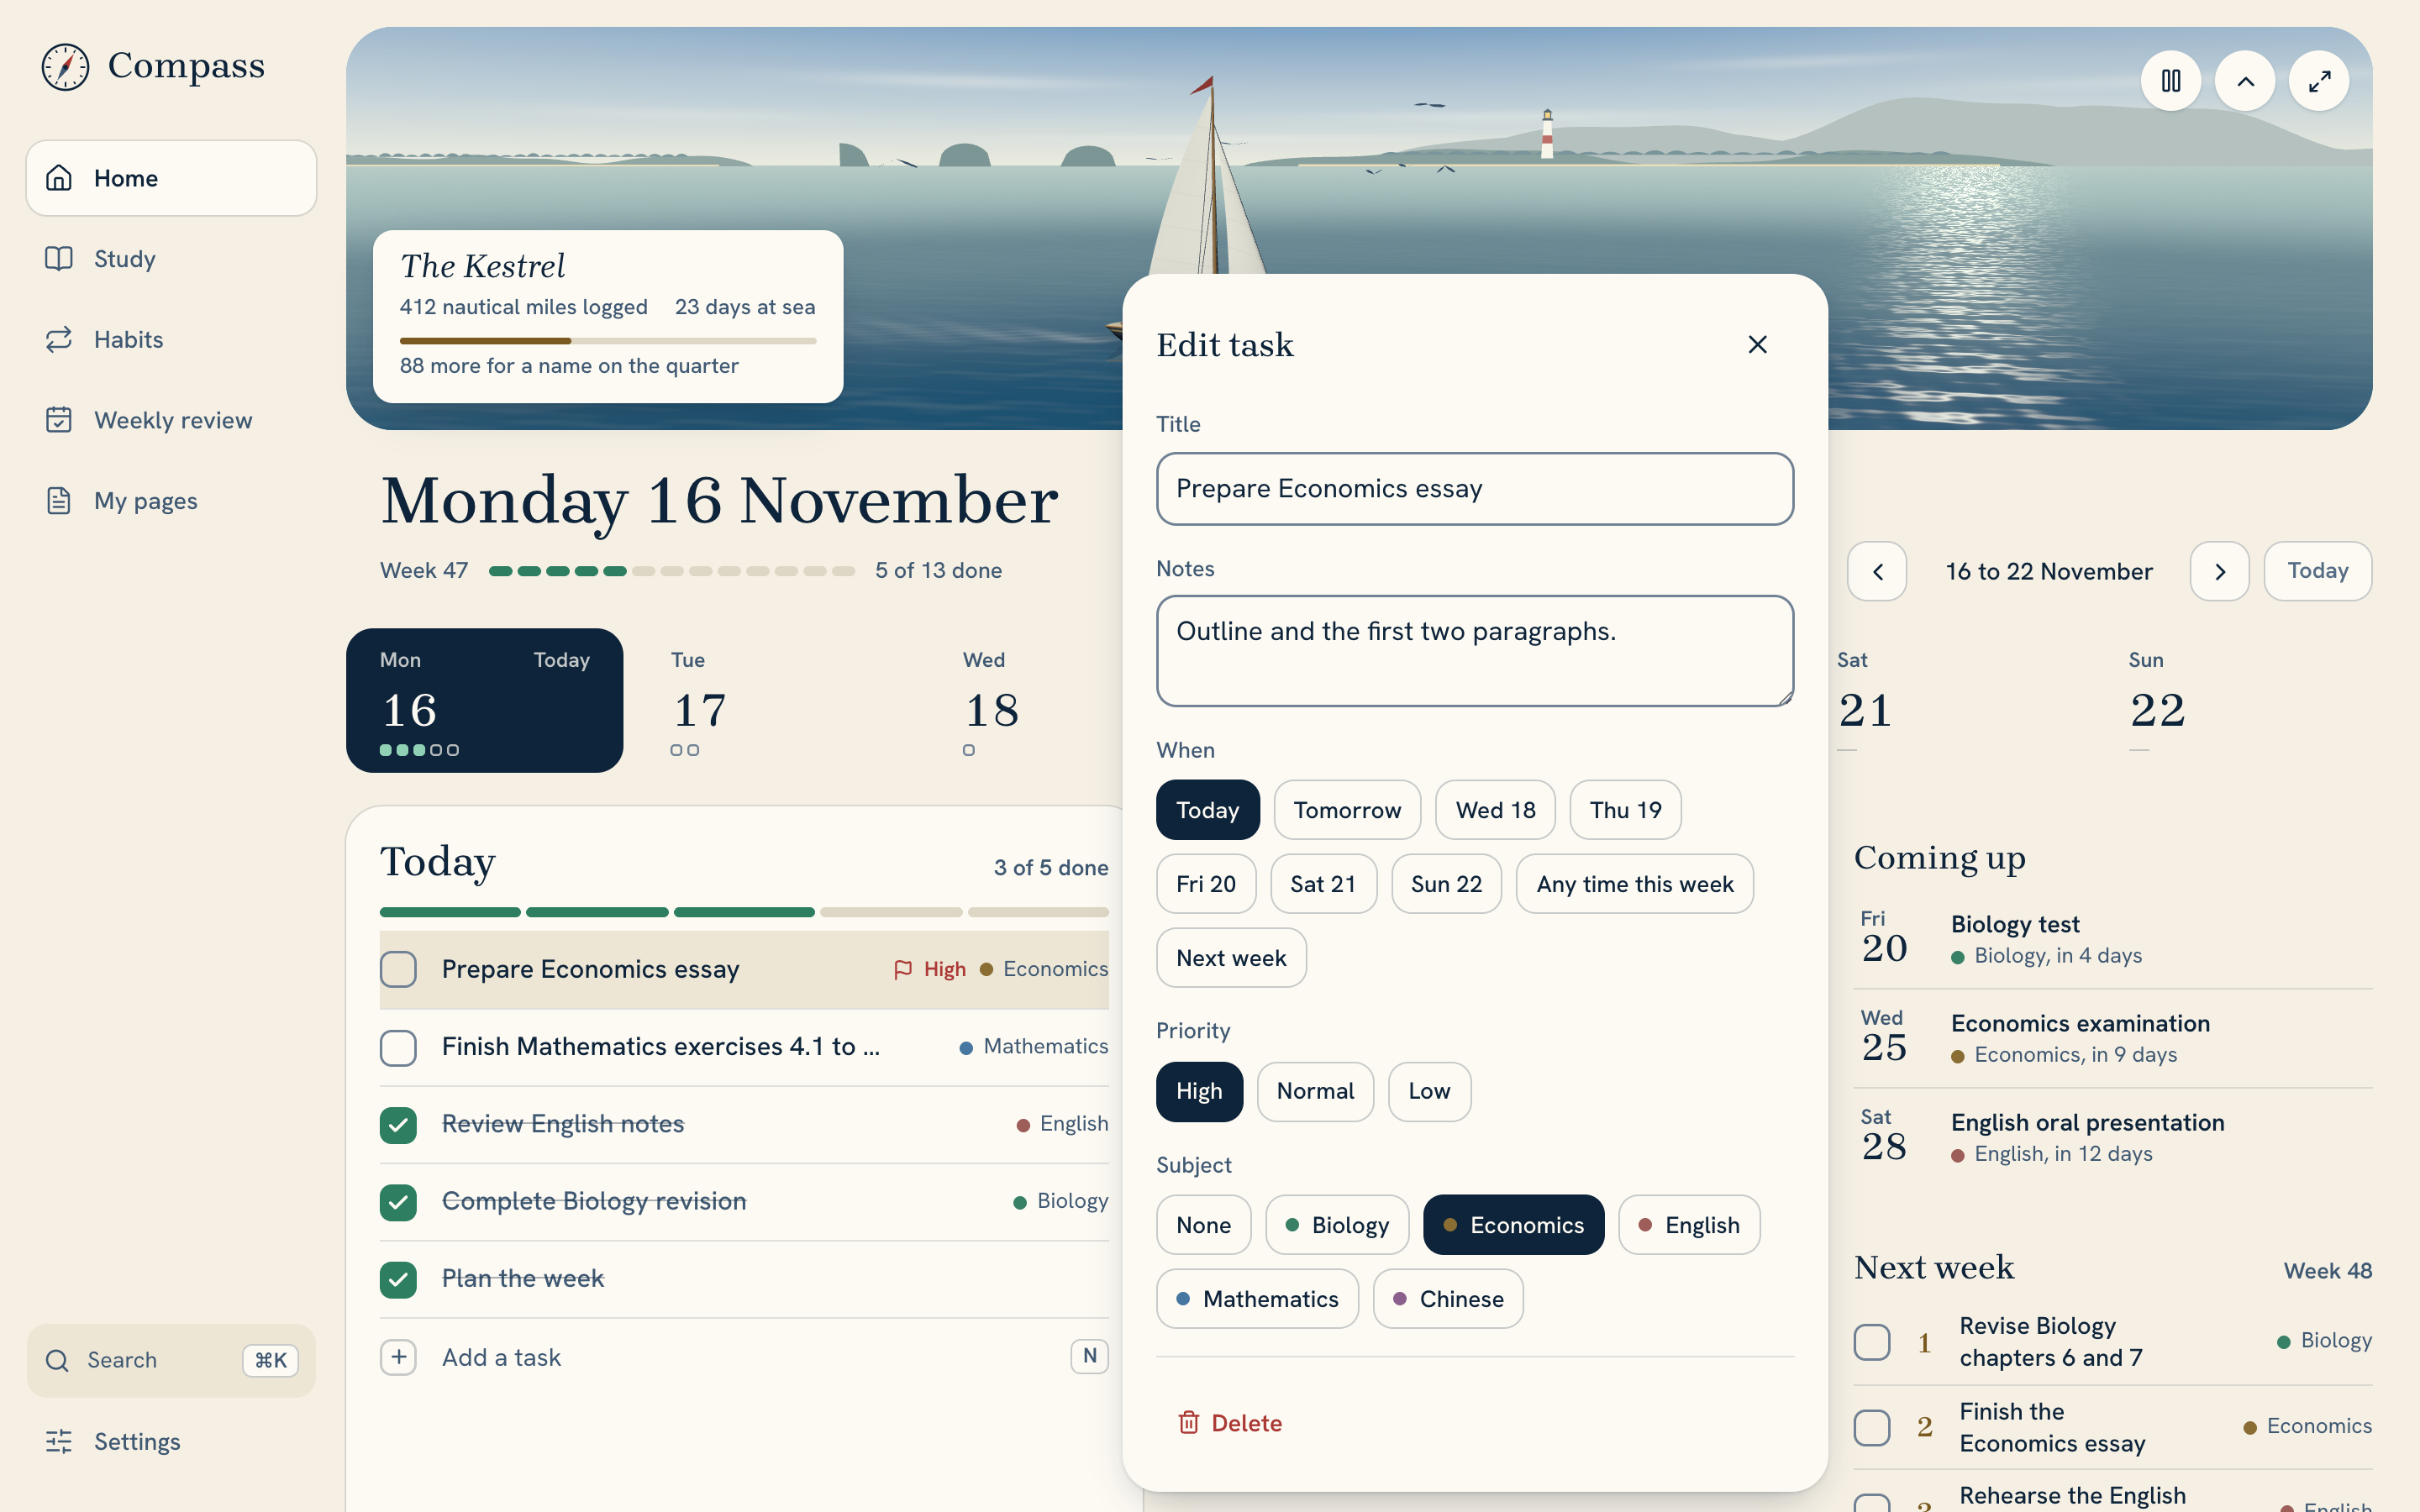 Compass
Home
Study
Habits
Weekly review
My pages
Search ⌘K
Settings
The Kestrel
412 nautical miles logged 23 days at sea
88 more for a name on the quarter
Monday 16 November
Week 47 5 of 13 done
16 to 22 November Today
Mon Today
16
Tue
17
Wed
18
Sat
21
Sun
22
Today 3 of 5 done
Prepare Economics essay High Economics
Finish Mathematics exercises 4.1 to ... Mathematics
Review English notes English
Complete Biology revision Biology
Plan the week
Add a task N
Edit task
Title
Prepare Economics essay
Notes
Outline and the first two paragraphs.
When
Today Tomorrow Wed 18 Thu 19
Fri 20 Sat 21 Sun 22 Any time this week
Next week
Priority
High Normal Low
Subject
None Biology Economics English
Mathematics Chinese
Delete
Coming up
Fri
20
Biology test
Biology, in 4 days
Wed
25
Economics examination
Economics, in 9 days
Sat
28
English oral presentation
English, in 12 days
Next week Week 48
1 Revise Biology
chapters 6 and 7
Biology
2 Finish the
Economics essay
Economics
Rehearse the English
English